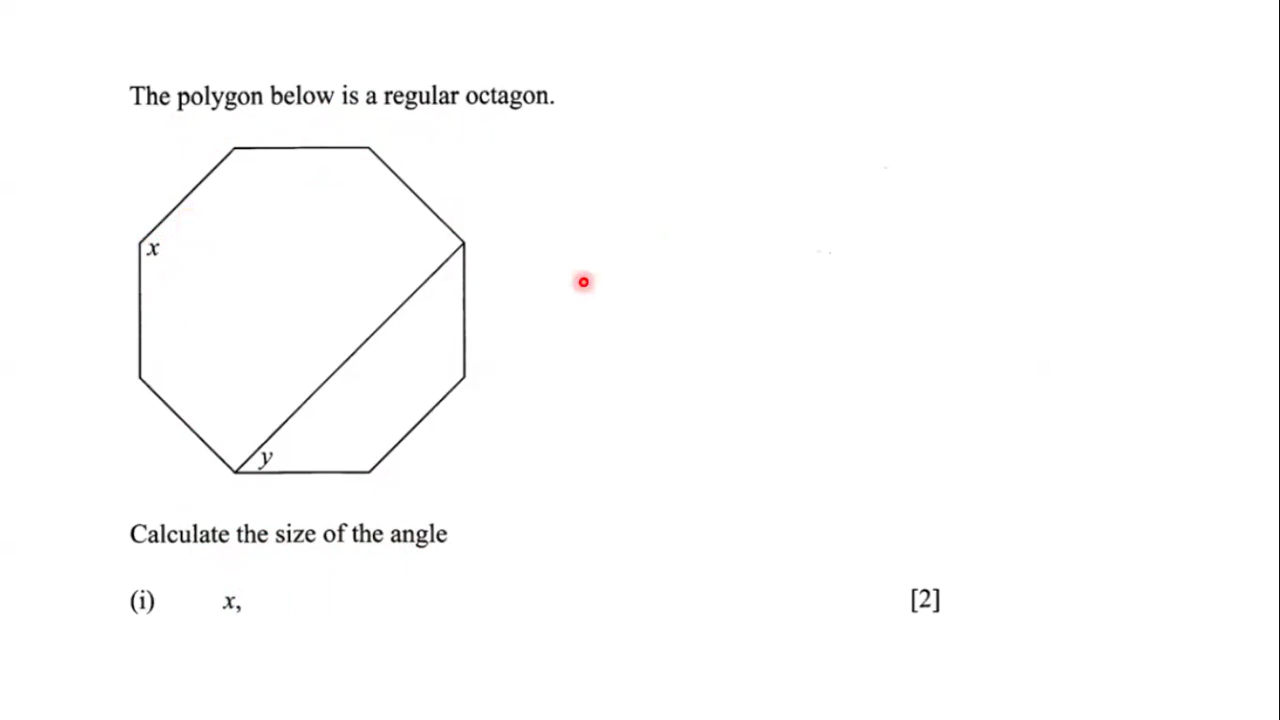 The polygon below is a regular octagon.
x
y
Calculate the size of the angle
(i) x, [2]